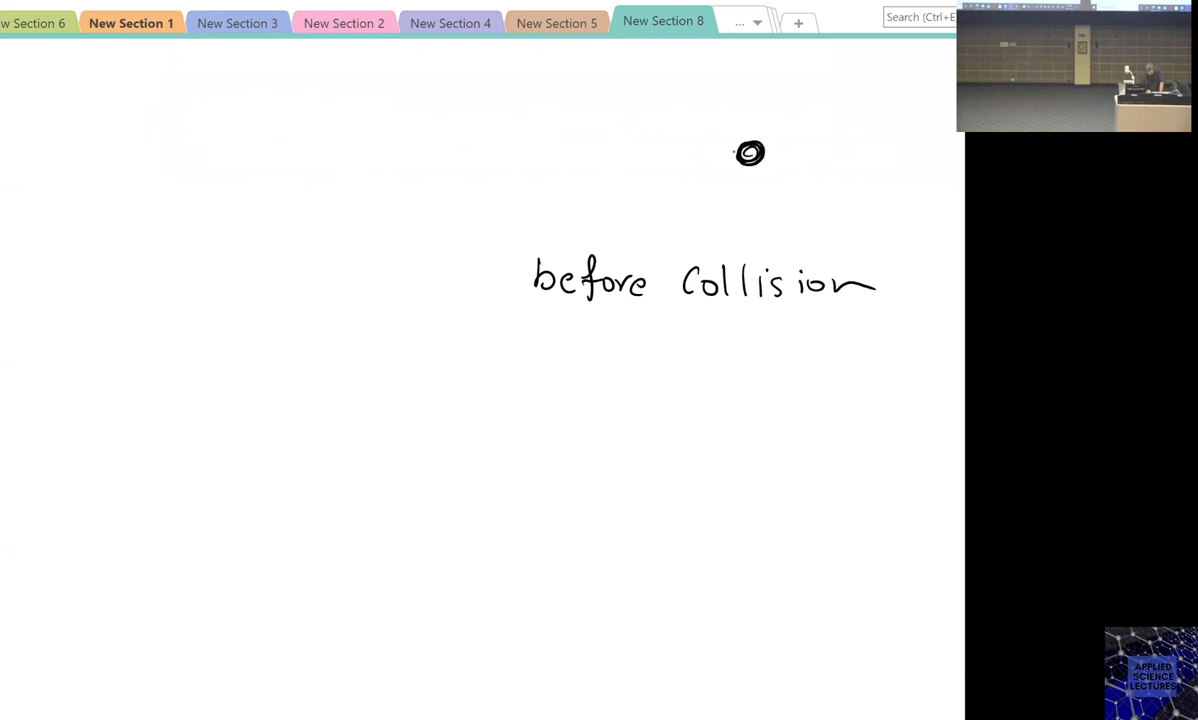 w Section 6 New Section 1 New Section 3 New Section 2 New Section 4 New Section 5 New Section 8 ... + Search (Ctrl+E
before Collision
APPLIED
SCIENCE
LECTURES